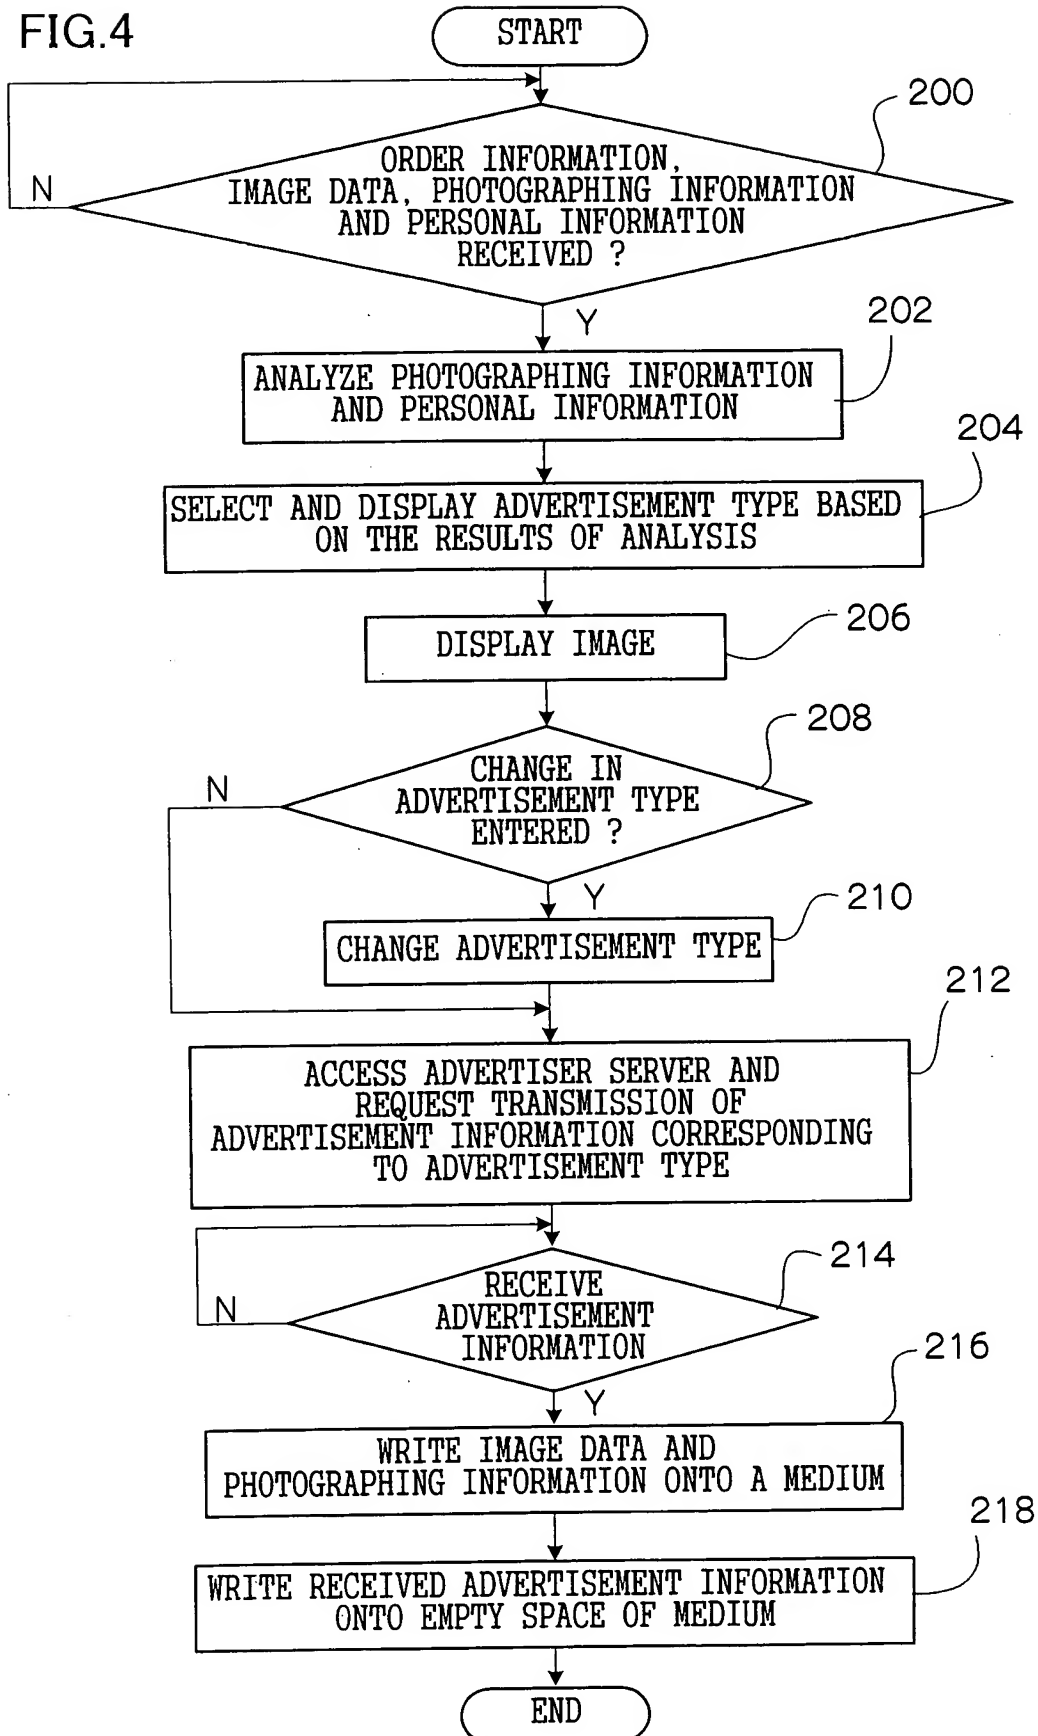 FIG.4
START
200
ORDER INFORMATION,
IMAGE DATA, PHOTOGRAPHING INFORMATION
AND PERSONAL INFORMATION
RECEIVED ?
N
Y
202
ANALYZE PHOTOGRAPHING INFORMATION
AND PERSONAL INFORMATION
204
SELECT AND DISPLAY ADVERTISEMENT TYPE BASED
ON THE RESULTS OF ANALYSIS
206
DISPLAY IMAGE
208
CHANGE IN
ADVERTISEMENT TYPE
ENTERED ?
N
Y
210
CHANGE ADVERTISEMENT TYPE
212
ACCESS ADVERTISER SERVER AND
REQUEST TRANSMISSION OF
ADVERTISEMENT INFORMATION CORRESPONDING
TO ADVERTISEMENT TYPE
214
RECEIVE
ADVERTISEMENT
INFORMATION
N
Y
216
WRITE IMAGE DATA AND
PHOTOGRAPHING INFORMATION ONTO A MEDIUM
218
WRITE RECEIVED ADVERTISEMENT INFORMATION
ONTO EMPTY SPACE OF MEDIUM
END